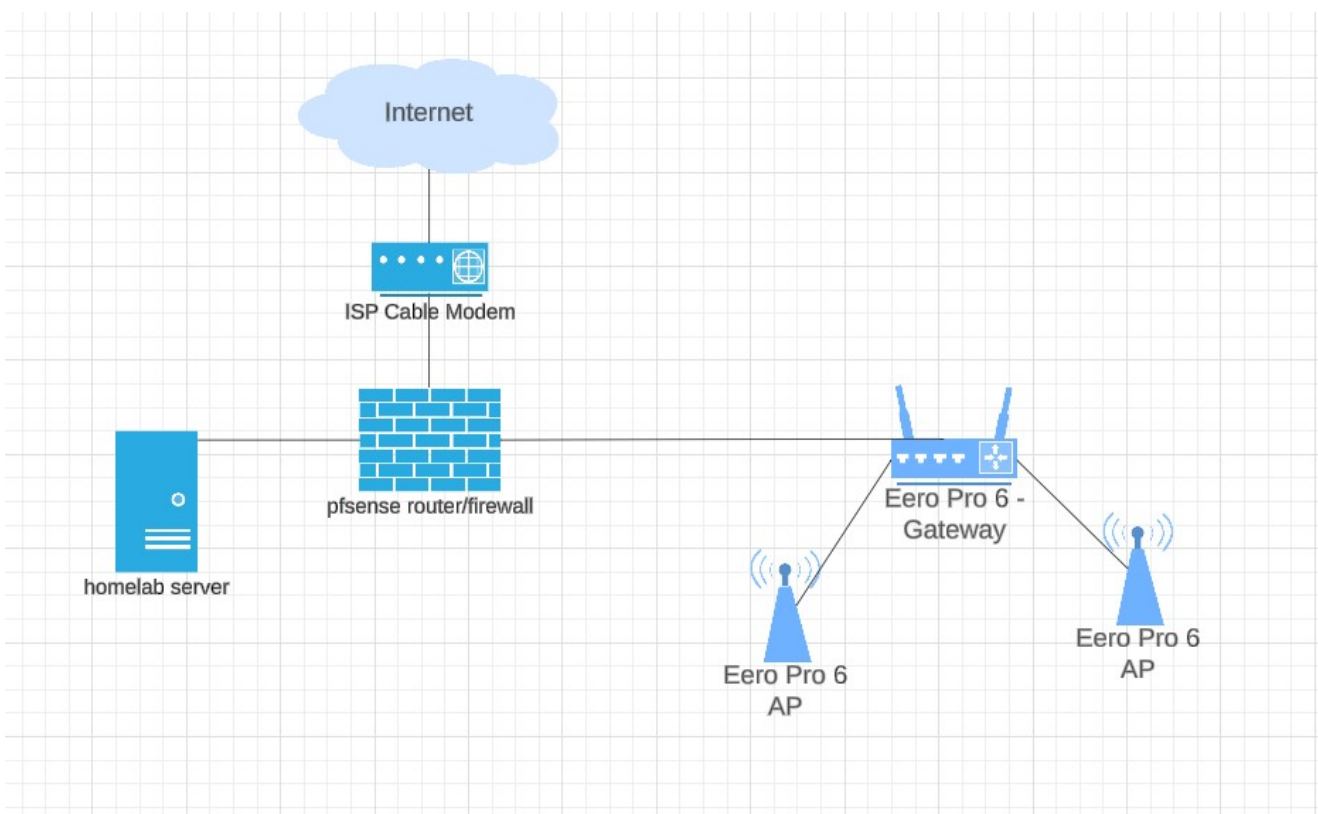 Internet
ISP Cable Modem
pfsense router/firewall
homelab server
Eero Pro 6 -
Gateway
Eero Pro 6
AP
Eero Pro 6
AP